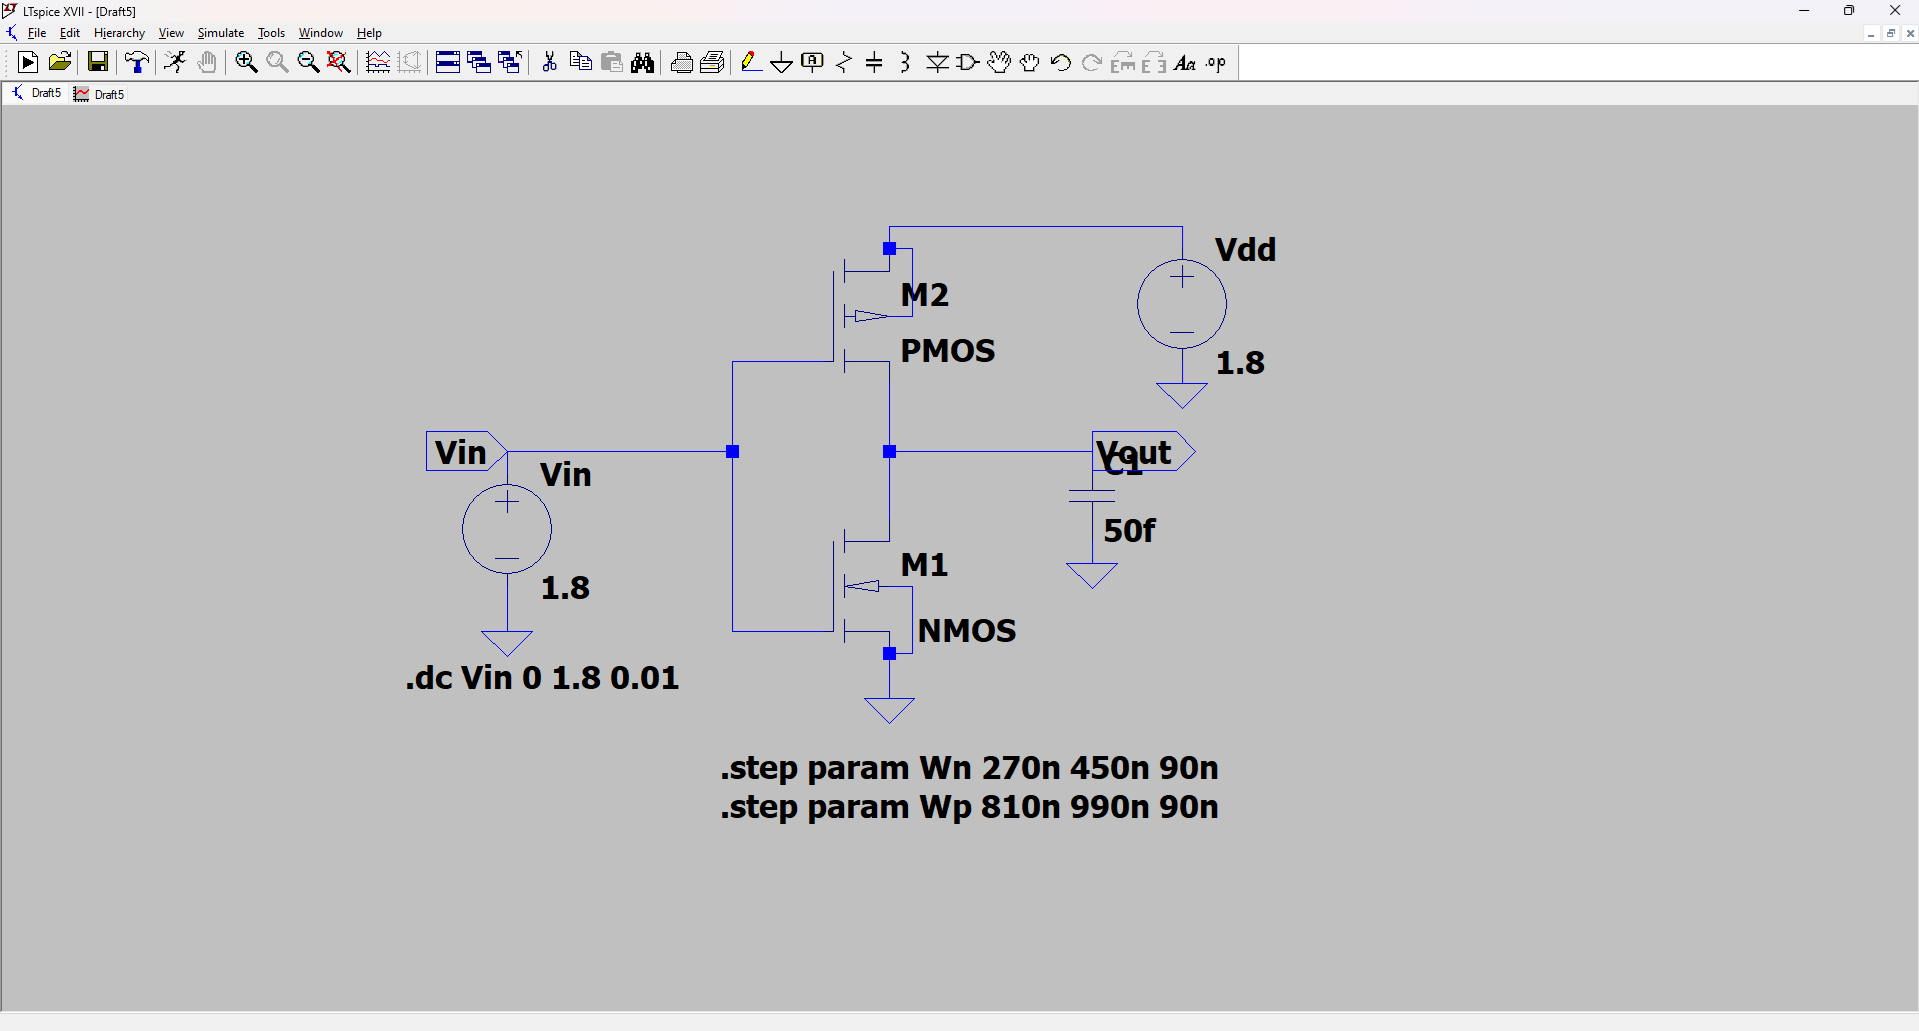 LTspice XVII - [Draft5]
File Edit Hierarchy View Simulate Tools Window Help
.op
Draft5 Draft5
Vdd
M2
PMOS
1.8
Vin
Vout
C1
Vin
50f
M1
1.8
NMOS
.dc Vin 0 1.8 0.01
.step param Wn 270n 450n 90n
.step param Wp 810n 990n 90n